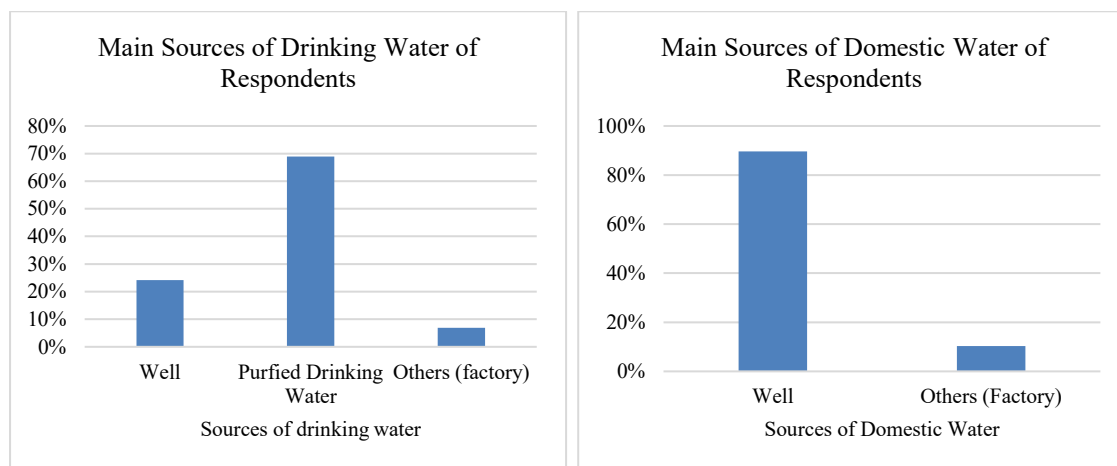 Main Sources of Drinking Water of
Respondents
80%
70%
60%
50%
40%
30%
20%
10%
0%
Well
Purfied Drinking
Water
Others (factory)
Sources of drinking water
Main Sources of Domestic Water of
Respondents
100%
80%
60%
40%
20%
0%
Well
Others (Factory)
Sources of Domestic Water